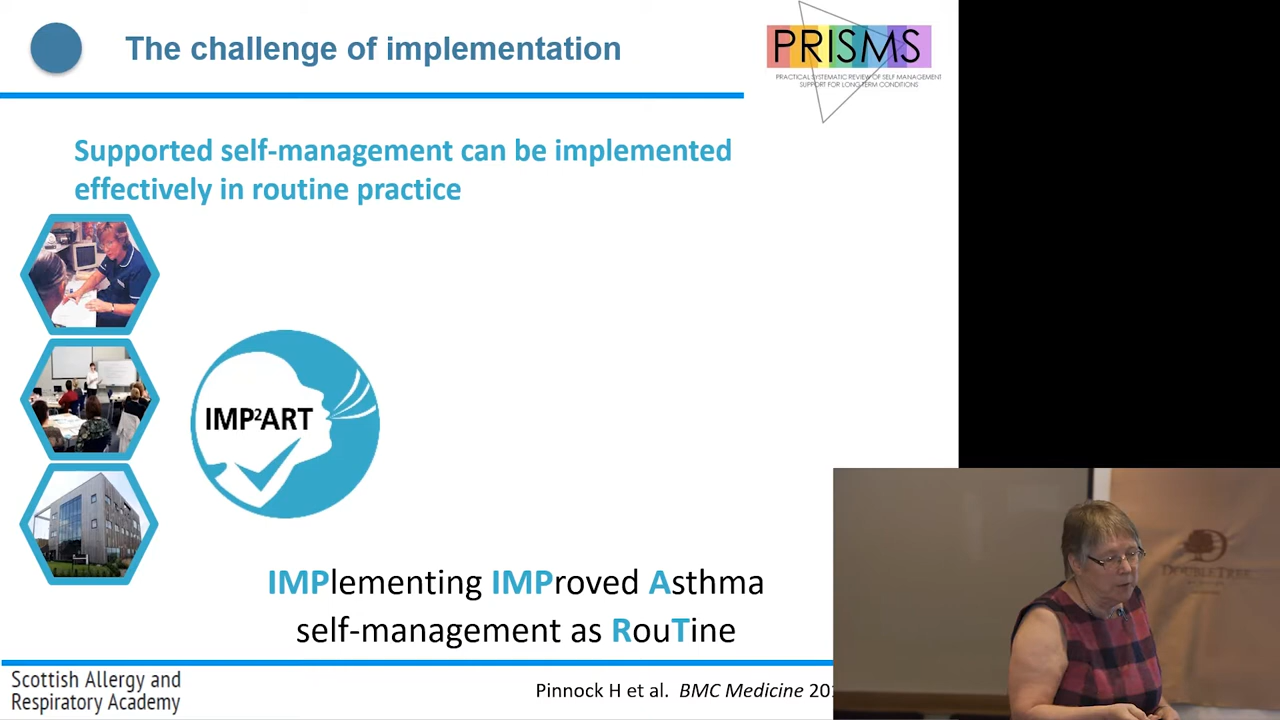 The challenge of implementation
PRISMS
PRACTICAL SYSTEMATIC REVIEW OF SELF MANAGEMENT
SUPPORT FOR LONG TERM CONDITIONS
Supported self-management can be implemented
effectively in routine practice
IMP²ART
IMPlementing IMProved Asthma
self-management as RouTine
Scottish Allergy and
Respiratory Academy
Pinnock H et al. BMC Medicine
DOUBLETREE